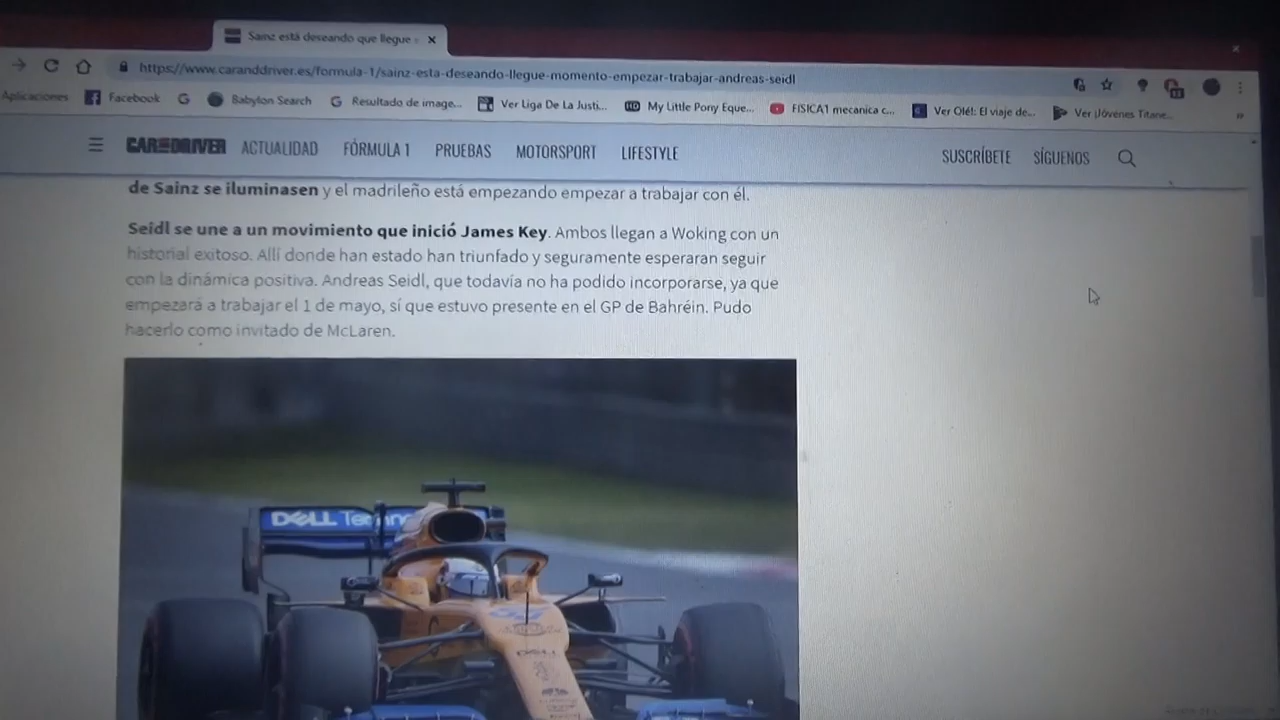 Sainz está deseando que llegue
https://www.caranddriver.es/formula-1/sainz-esta-deseando-llegue-momento-empezar-trabajar-andreas-seidl
Aplicaciones Facebook Babylon Search Resultado de image... Ver Liga De La Justi... HD My Little Pony Eque... FISICA1 mecanica c... Ver Olé!: El viaje de... Ver ¡Jóvenes Titane... »
CAR AND DRIVER ACTUALIDAD FÓRMULA 1 PRUEBAS MOTORSPORT LIFESTYLE SUSCRÍBETE SÍGUENOS
de Sainz se iluminasen y el madrileño está empezando empezar a trabajar con él.
Seidl se une a un movimiento que inició James Key. Ambos llegan a Woking con un
historial exitoso. Allí donde han estado han triunfado y seguramente esperaran seguir
con la dinámica positiva. Andreas Seidl, que todavía no ha podido incorporarse, ya que
empezará a trabajar el 1 de mayo, sí que estuvo presente en el GP de Bahréin. Pudo
hacerlo como invitado de McLaren.
DELL
DELL